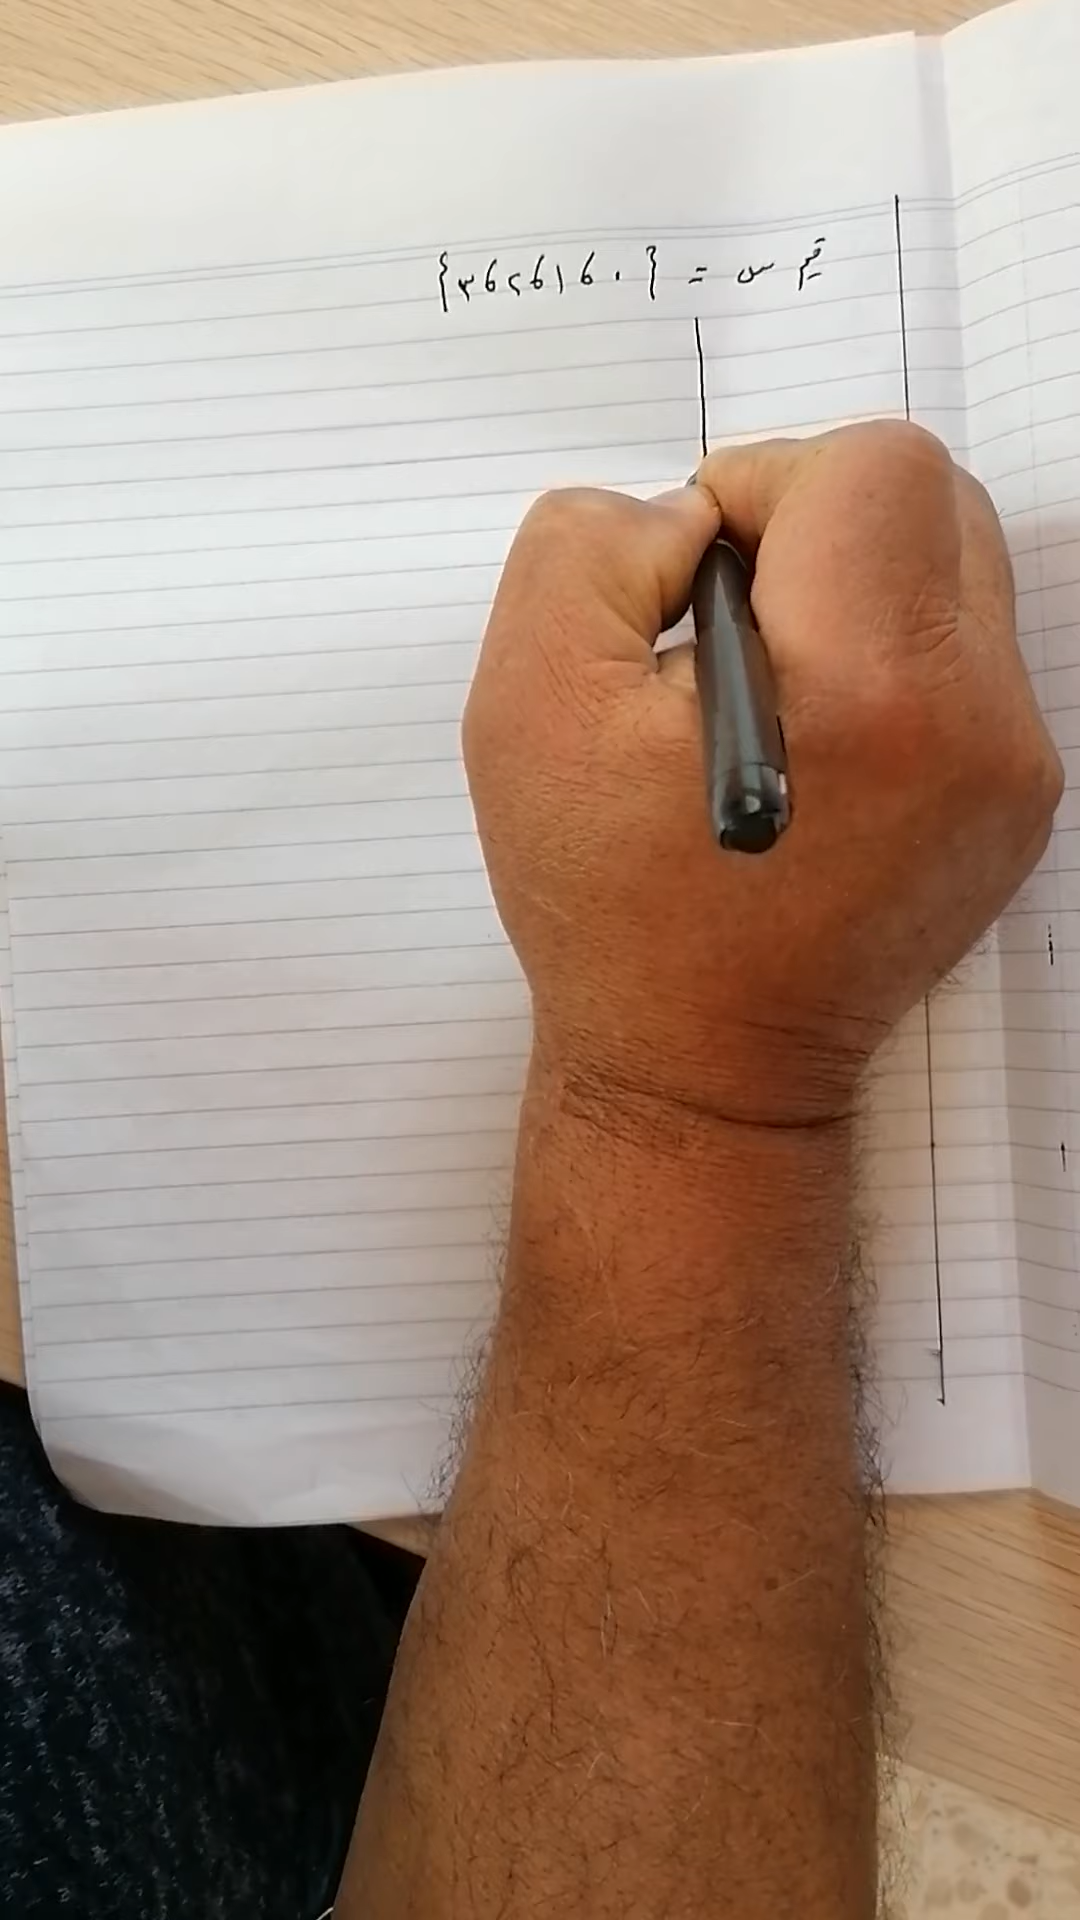 قيم س = { ٠ ، ١ ، ٢ ، ٣ }